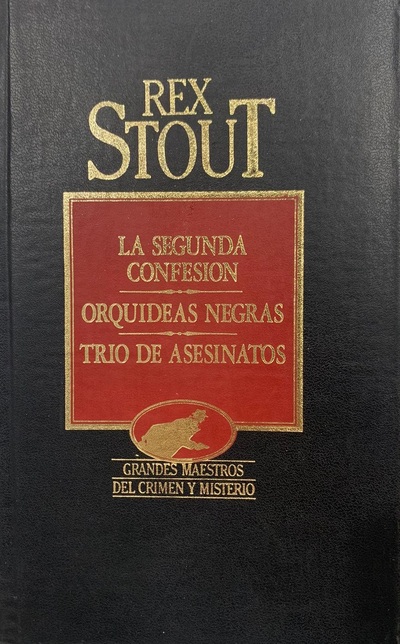 REX
STOUT
LA SEGUNDA
CONFESION
ORQUIDEAS NEGRAS
TRIO DE ASESINATOS
GRANDES MAESTROS
DEL CRIMEN Y MISTERIO